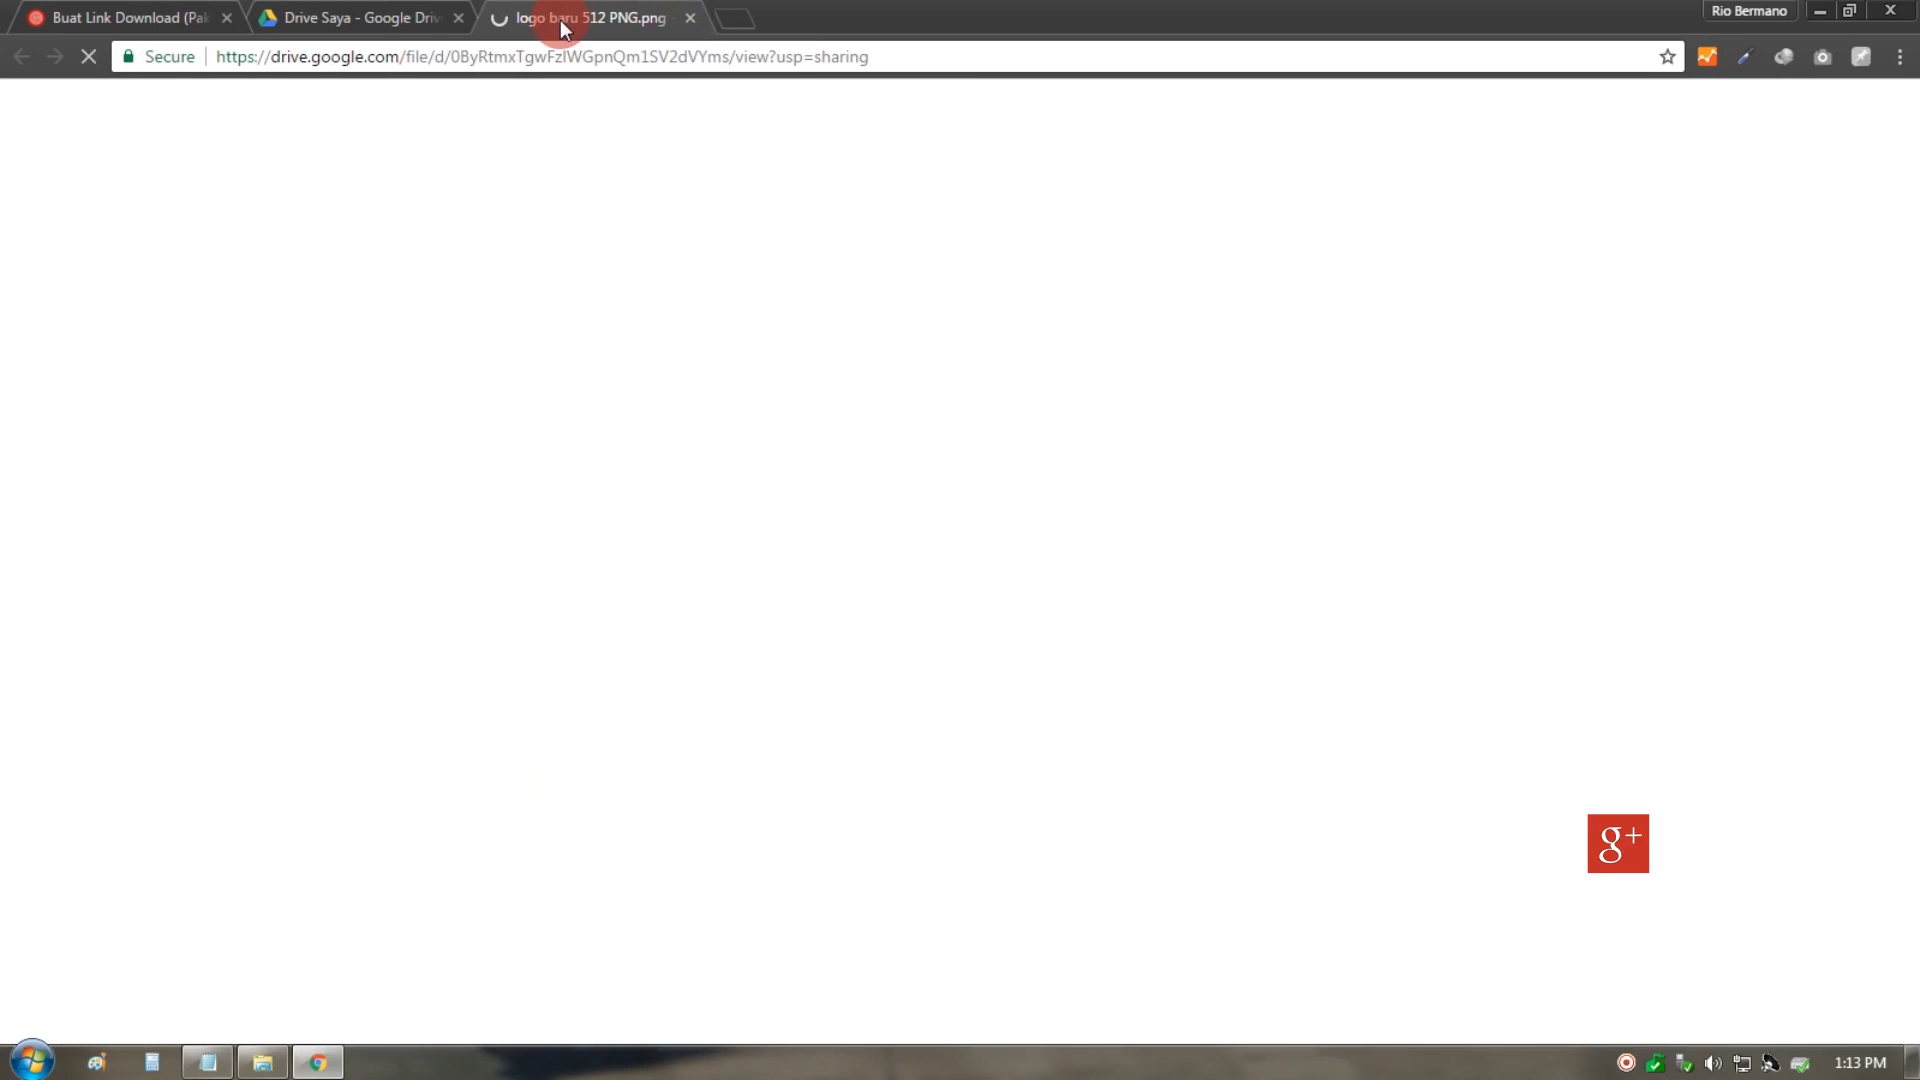 Buat Link Download (Pak
Drive Saya - Google Driv
logo baru 512 PNG.png
Rio Bermano
Secure
https://drive.google.com/file/d/0ByRtmxTgwFzlWGpnQm1SV2dVYms/view?usp=sharing
g+
1:13 PM